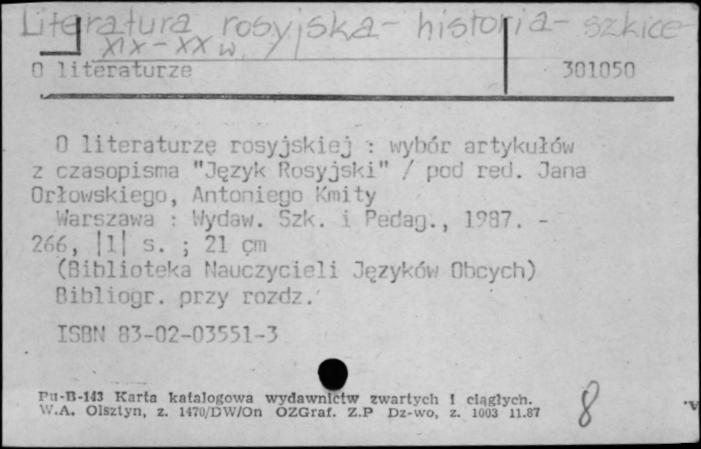 Literatura rosyjska - historia - szkice
XIX-XX w.
O literaturze 301050
O literaturze rosyjskiej : wybór artykułów
z czasopisma "Język Rosyjski" / pod red. Jana
Orłowskiego, Antoniego Kmity
Warszawa : Wydaw. Szk. i Pedag., 1987. -
266, |1| s. ; 21 cm
(Biblioteka Nauczycieli Języków Obcych)
Bibliogr. przy rozdz.
ISBN 83-02-03551-3
Pu-B-143 Karta katalogowa wydawnictw zwartych i ciągłych.
W.A. Olsztyn, z. 1470/DW/On OZGraf. Z.P Dz-wo, z. 1003 11.87
8